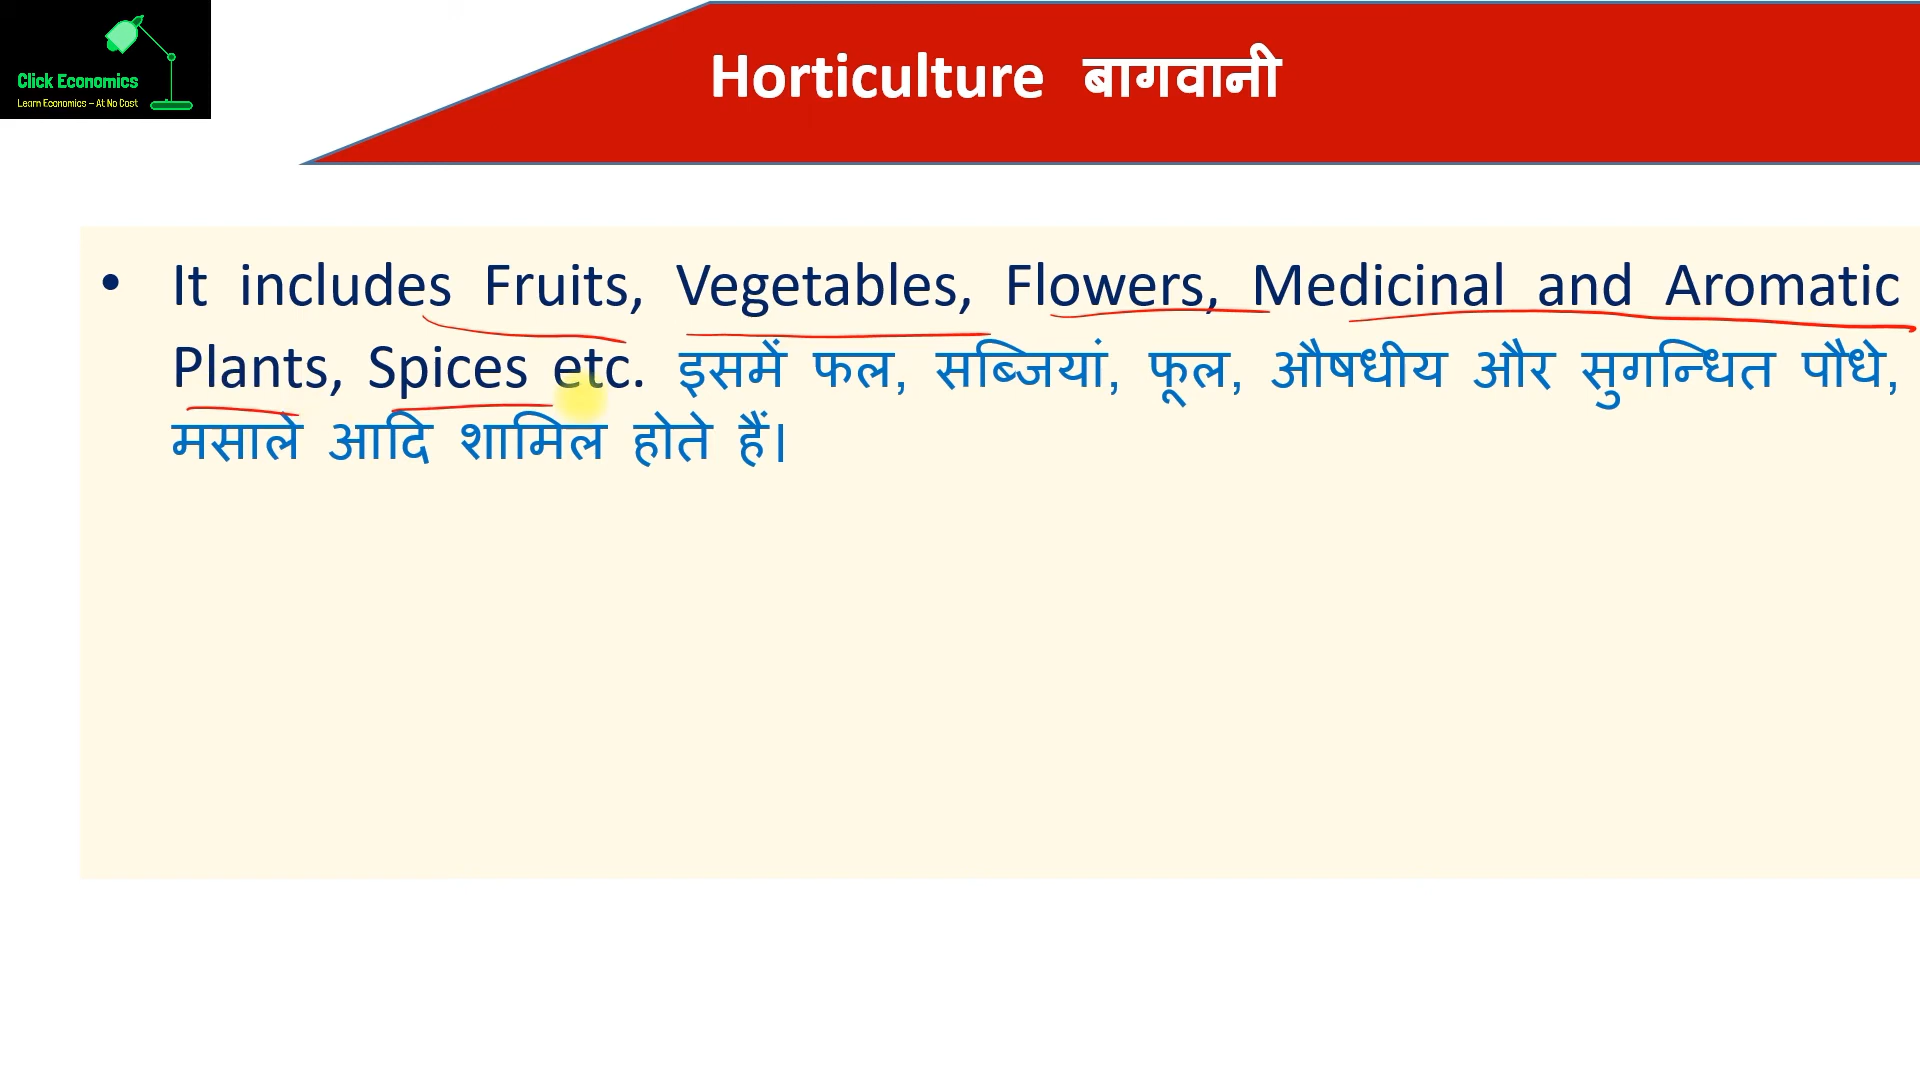 Click Economics
Learn Economics – At No Cost
Horticulture बागवानी
• It includes Fruits, Vegetables, Flowers, Medicinal and Aromatic
Plants, Spices etc. इसमें फल, सब्जियां, फूल, औषधीय और सुगन्धित पौधे,
मसाले आदि शामिल होते हैं।